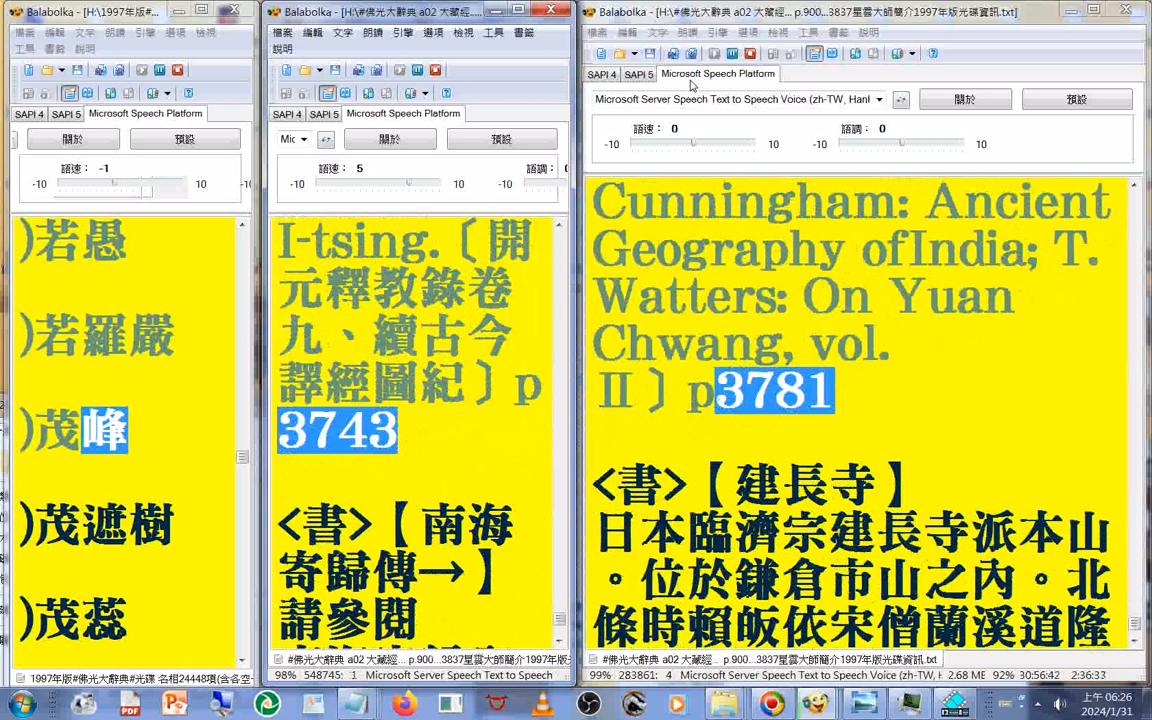 Balabolka - [H:\1997年版#...
檔案 編輯 文字 朗讀 引擎 選項 檢視
工具 書籤 說明
SAPI 4 SAPI 5 Microsoft Speech Platform
關於 預設
語速： -1
-10 10 -10
)若愚
)若羅嚴
)茂峰
)茂遮樹
)茂蕊
1997年版#佛光大辭典#光碟 名相24448項(含各空
Balabolka - [H:\#佛光大辭典 a02 大藏經...
檔案 編輯 文字 朗讀 引擎 選項 檢視 工具 書籤
說明
SAPI 4 SAPI 5 Microsoft Speech Platform
Mic 關於 預設
語速： 5 語調：
-10 10 -10
I-tsing.〔開
元釋教錄卷
九、續古今
譯經圖紀〕p
3743
<書>【南海
寄歸傳→】
請參閱
#佛光大辭典 a02 大藏經... p.900...3837星雲大師簡介1997年版光
98% 548745: 1 Microsoft Server Speech Text to Speech
Balabolka - [H:\#佛光大辭典 a02 大藏經... p.900...3837星雲大師簡介1997年版光碟資訊.txt]
檔案 編輯 文字 朗讀 引擎 選項 檢視 工具 書籤 說明
SAPI 4 SAPI 5 Microsoft Speech Platform
Microsoft Server Speech Text to Speech Voice (zh-TW, HanH 關於 預設
語速： 0 語調： 0
-10 10 -10 10
Cunningham: Ancient
Geography ofIndia; T.
Watters: On Yuan
Chwang, vol.
Ⅱ〕p3781
<書>【建長寺】
日本臨濟宗建長寺派本山
。位於鎌倉市山之內。北
條時賴皈依宋僧蘭溪道隆
#佛光大辭典 a02 大藏經... p.900...3837星雲大師簡介1997年版光碟資訊.txt
99% 283861: 4 Microsoft Server Speech Text to Speech Voice (zh-TW, H 2.68 MB 92% 30:56:42 2:36:33
上午 06:26
2024/1/31